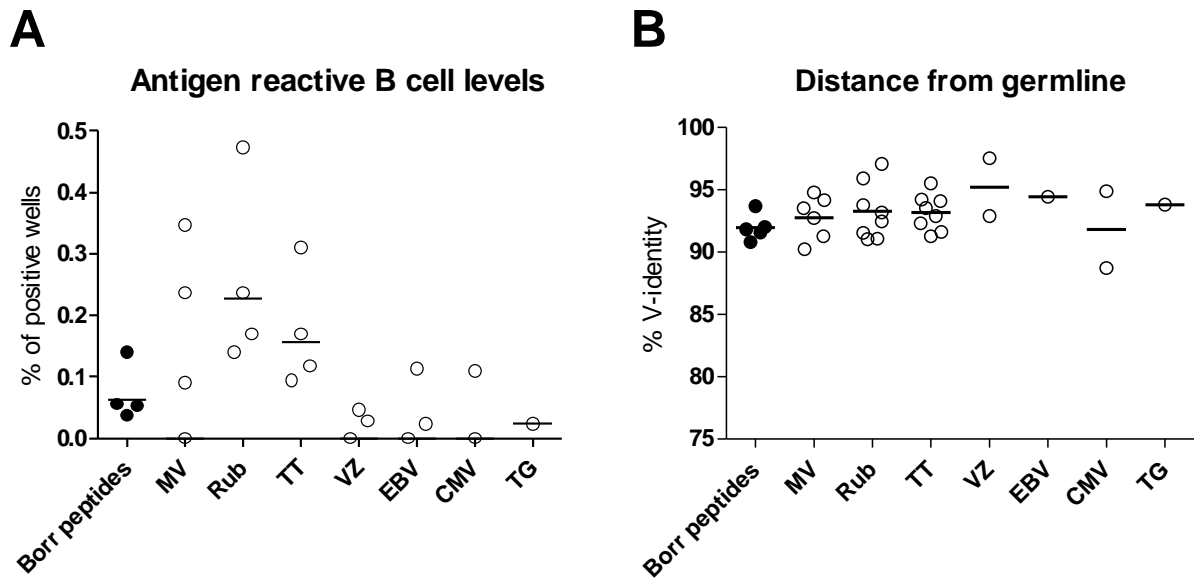 A
Antigen reactive B cell levels
% of positive wells
0.5
0.4
0.3
0.2
0.1
0.0
Borr peptides
MV
Rub
TT
VZ
EBV
CMV
TG
B
Distance from germline
% V-identity
100
95
90
85
80
75
Borr peptides
MV
Rub
TT
VZ
EBV
CMV
TG